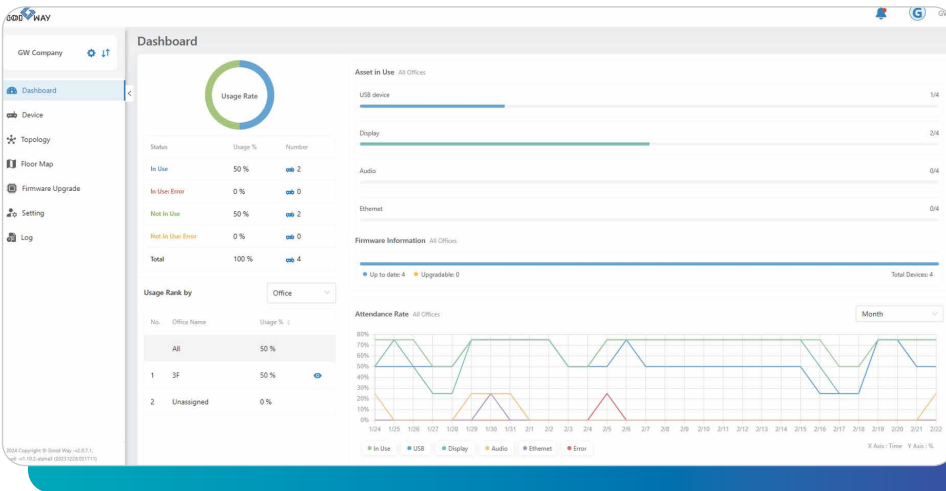 GOOD WAY
G
GW Company
Dashboard
Dashboard
Device
Topology
Floor Map
Firmware Upgrade
Setting
Log
Usage Rate
Status Usage % Number
In Use 50 % 2
In Use: Error 0 % 0
Not In Use 50 % 2
Not In Use: Error 0 % 0
Total 100 % 4
Usage Rank by Office
No. Office Name Usage %
All 50 %
1 3F 50 %
2 Unassigned 0 %
Asset in Use All Offices
USB device 1/4
Display 2/4
Audio 0/4
Ethernet 0/4
Firmware Information All Offices
Up to date: 4 Upgradable: 0 Total Devices: 4
Attendance Rate All Offices Month
80%
70%
60%
50%
40%
30%
20%
10%
0%
1/24 1/25 1/26 1/27 1/28 1/29 1/30 1/31 2/1 2/2 2/3 2/4 2/5 2/6 2/7 2/8 2/9 2/10 2/11 2/12 2/13 2/14 2/15 2/16 2/17 2/18 2/19 2/20 2/21 2/22
In Use USB Display Audio Ethernet Error
X Axis : Time Y Axis : %
2024 Copyright © Good Way